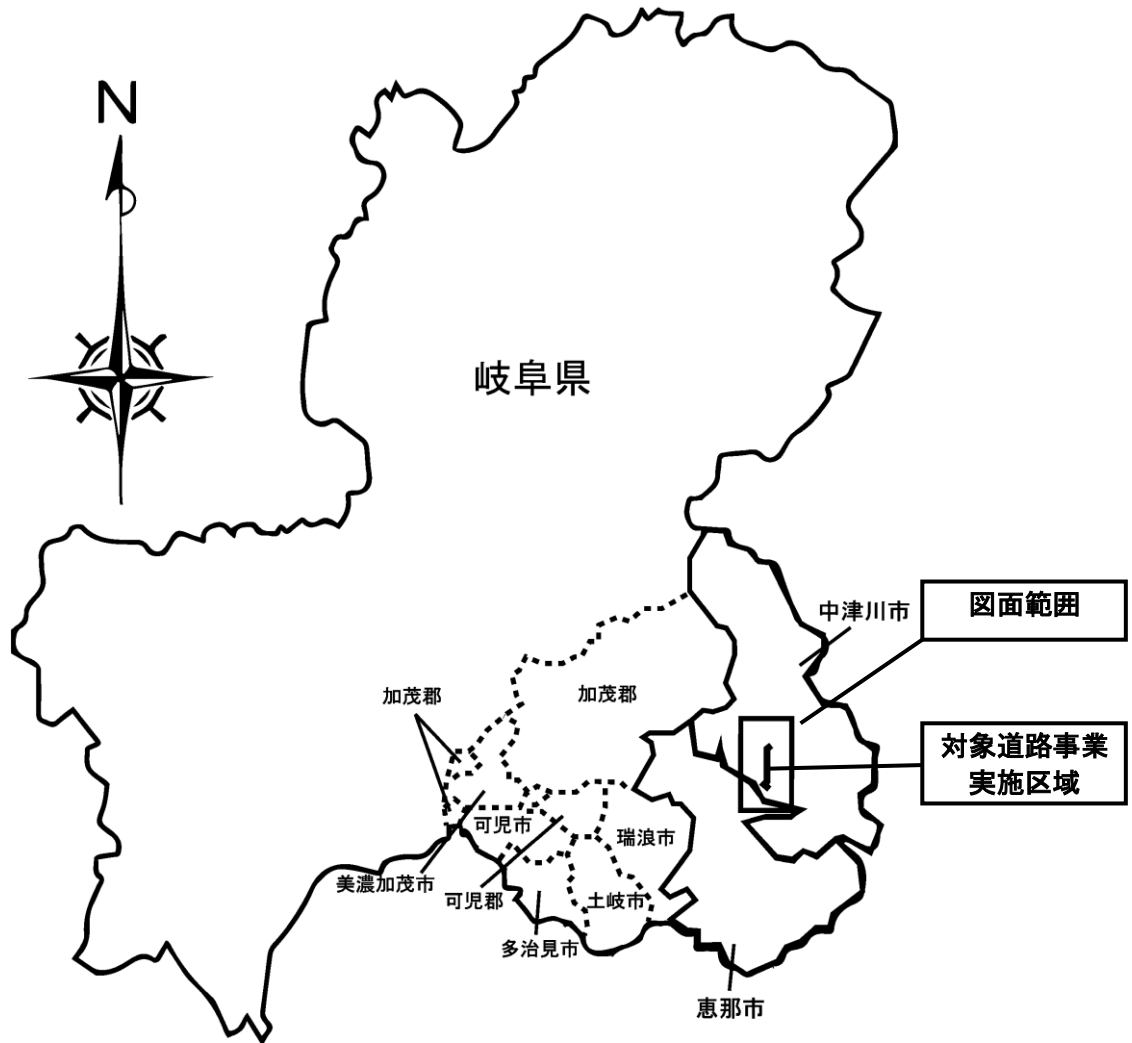 N
岐阜県
図面範囲
中津川市
加茂郡
加茂郡
対象道路事業
実施区域
可児市
瑞浪市
美濃加茂市
可児郡
土岐市
多治見市
恵那市